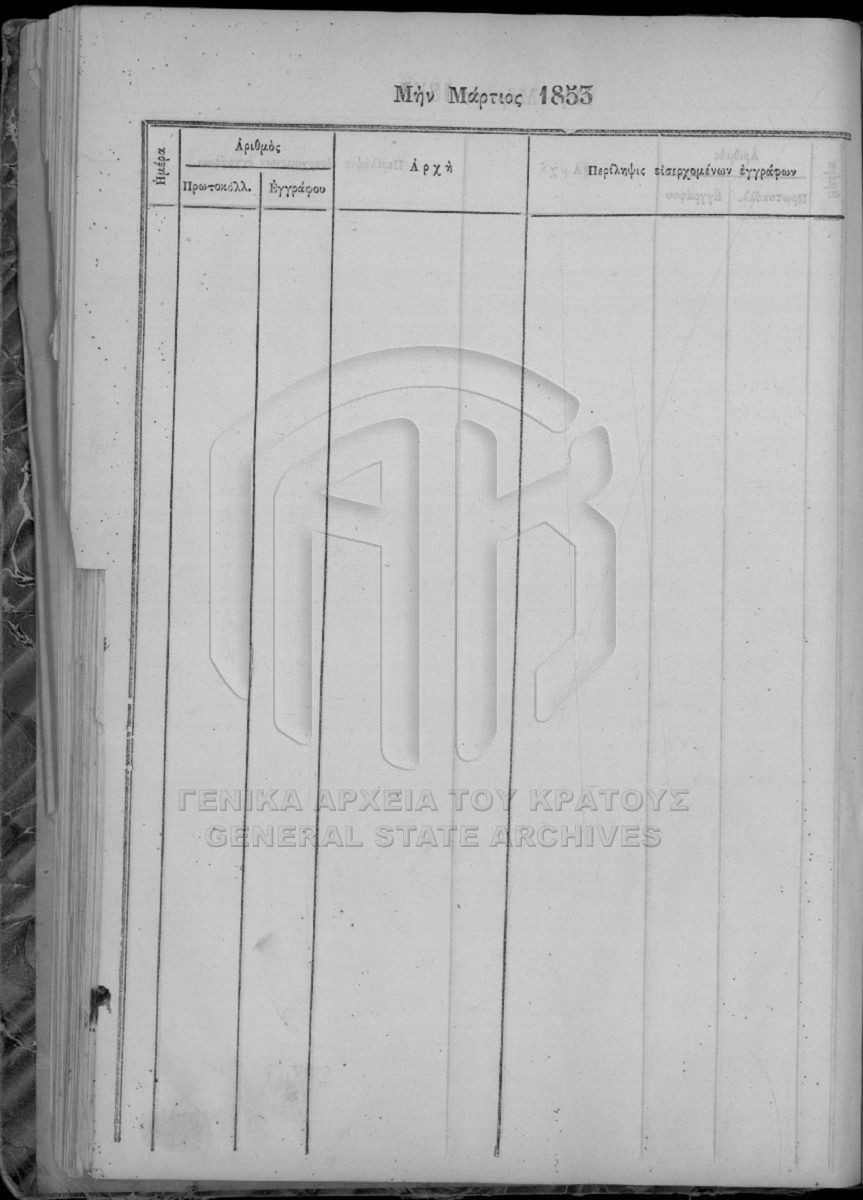 Μὴν Μάρτιος 1853
Ἡμέρα
Ἀριθμὸς
Πρωτοκόλλ.
Ἐγγράφου
Ἀρχὴ
Περίληψις εἰσερχομένων ἐγγράφων
ΓΕΝΙΚΑ ΑΡΧΕΙΑ ΤΟΥ ΚΡΑΤΟΥΣ
GENERAL STATE ARCHIVES